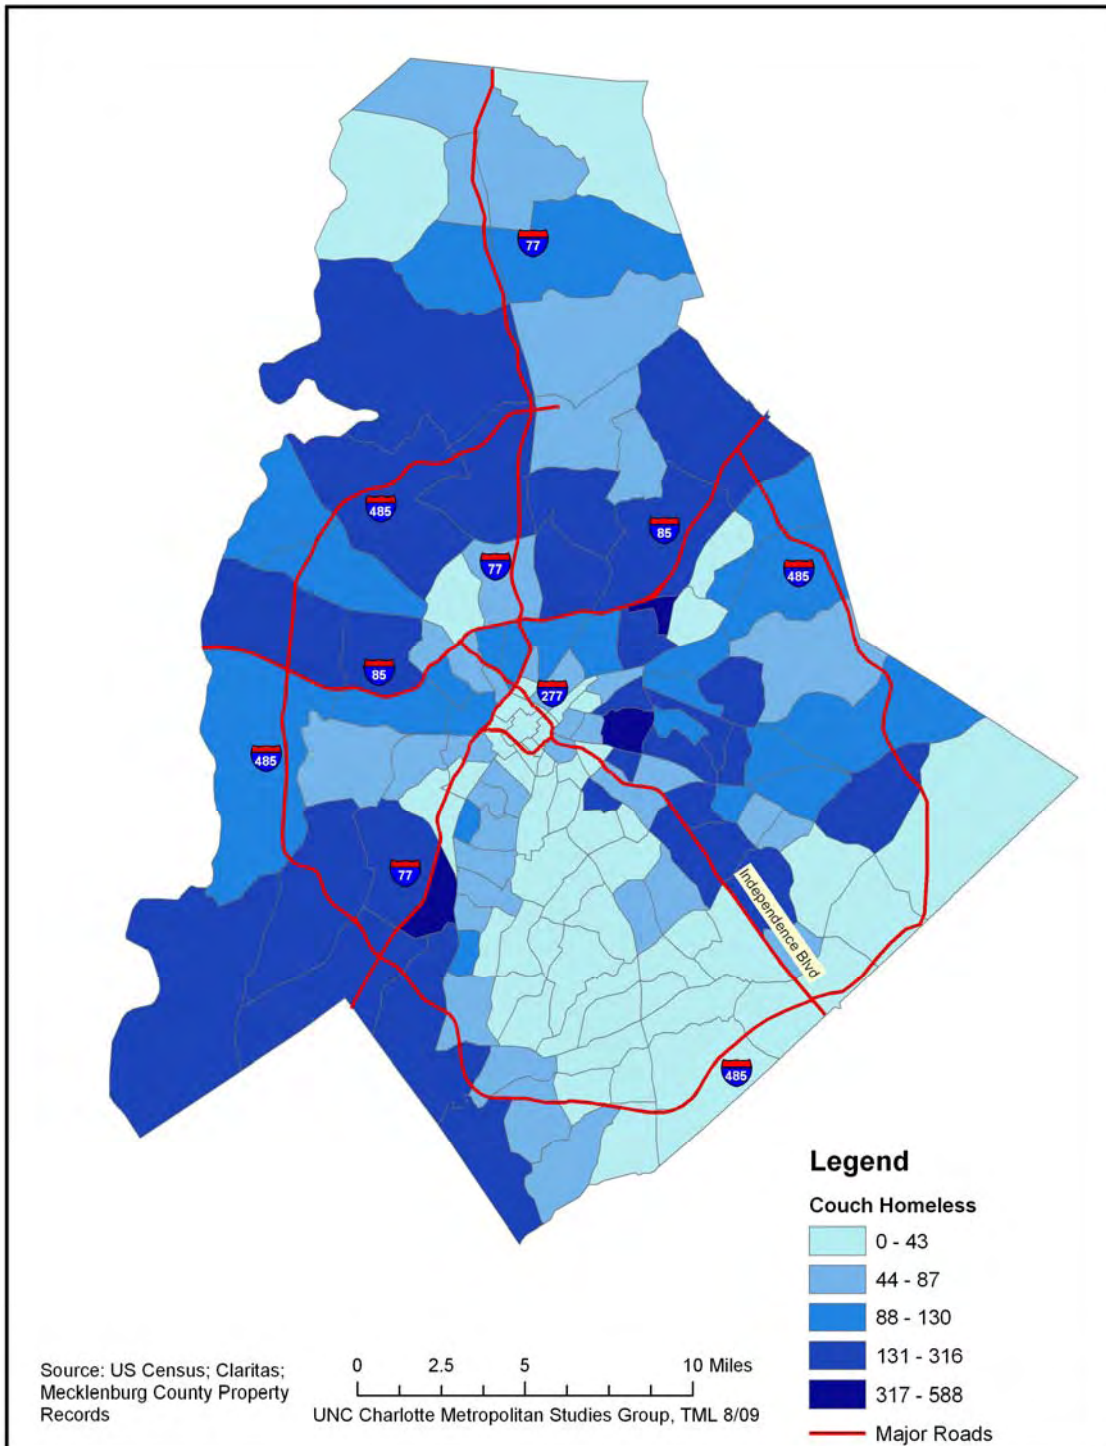 77
485
85
77
485
85
277
485
77
Independence Blvd
485
Legend
Couch Homeless
0 - 43
44 - 87
88 - 130
131 - 316
317 - 588
Major Roads
Source: US Census; Claritas;
Mecklenburg County Property
Records
0 2.5 5 10 Miles
UNC Charlotte Metropolitan Studies Group, TML 8/09